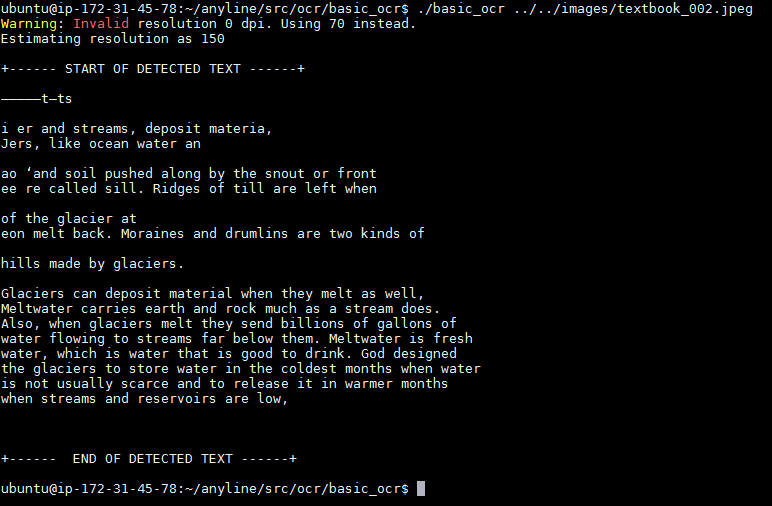 ubuntu@ip-172-31-45-78:~/anyline/src/ocr/basic_ocr$ ./basic_ocr ../../images/textbook_002.jpeg
Warning: Invalid resolution 0 dpi. Using 70 instead.
Estimating resolution as 150
+------ START OF DETECTED TEXT ------+
—————t—ts
i er and streams, deposit materia,
Jers, like ocean water an
ao ‘and soil pushed along by the snout or front
ee re called sill. Ridges of till are left when
of the glacier at
eon melt back. Moraines and drumlins are two kinds of
hills made by glaciers.
Glaciers can deposit material when they melt as well,
Meltwater carries earth and rock much as a stream does.
Also, when glaciers melt they send billions of gallons of
water flowing to streams far below them. Meltwater is fresh
water, which is water that is good to drink. God designed
the glaciers to store water in the coldest months when water
is not usually scarce and to release it in warmer months
when streams and reservoirs are low,
+------  END OF DETECTED TEXT ------+
ubuntu@ip-172-31-45-78:~/anyline/src/ocr/basic_ocr$